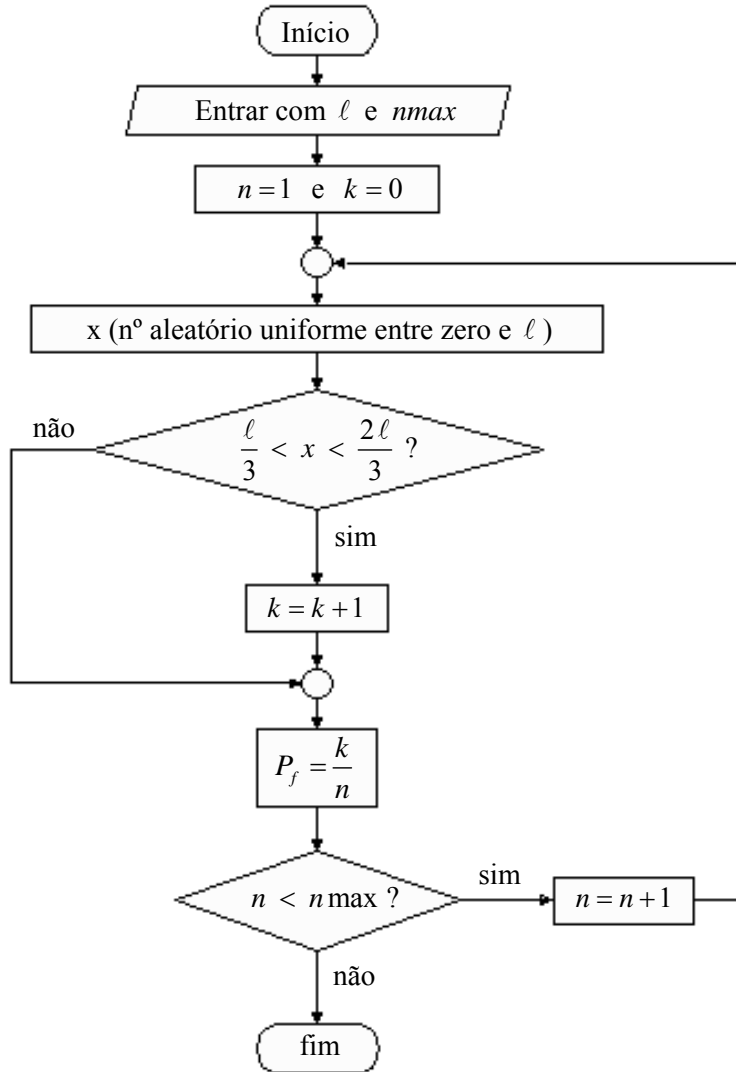 Início
Entrar com ℓ e nmax
n = 1 e k = 0
x (nº aleatório uniforme entre zero e ℓ )
não
ℓ/3 < x < 2ℓ/3 ?
sim
k = k + 1
P_f = k/n
n < n max ?
sim
n = n + 1
não
fim